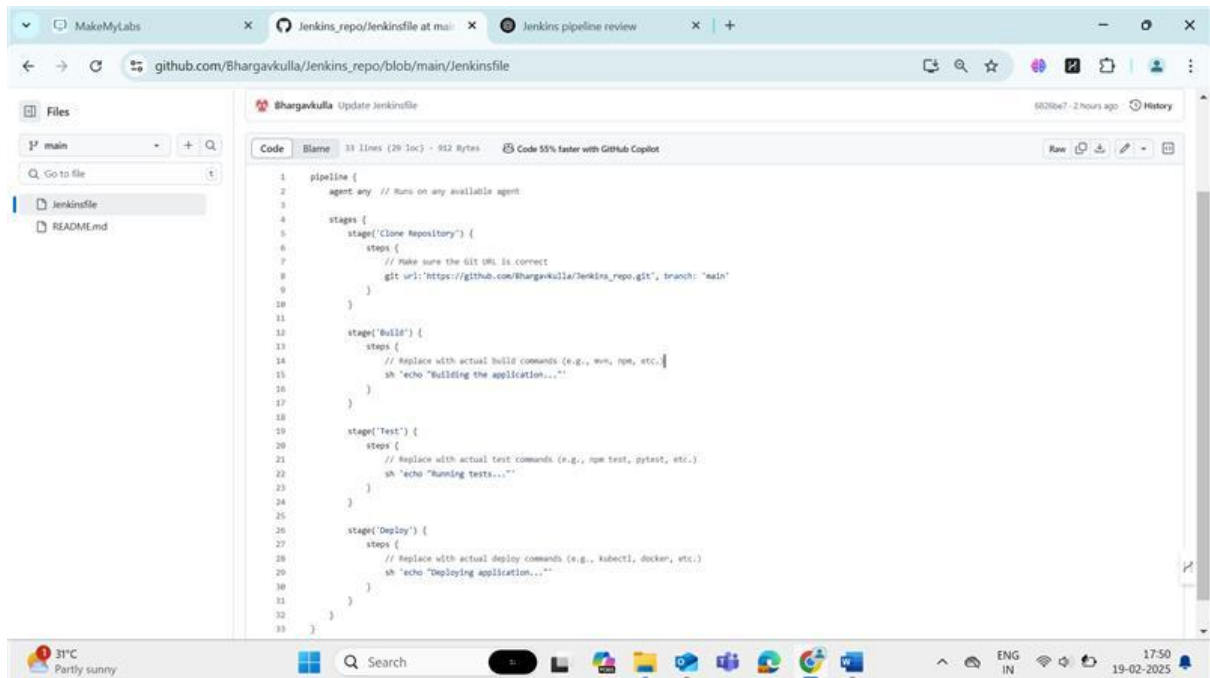 MakeMyLabs
Jenkins_repo/Jenkinsfile at mai
Jenkins pipeline review
github.com/Bhargavkulla/Jenkins_repo/blob/main/Jenkinsfile
Files
main
Go to file
t
Jenkinsfile
README.md
Bhargavkulla Update Jenkinsfile
2 hours ago
History
Code Blame 33 lines (29 loc) · 912 Bytes Code 55% faster with GitHub Copilot
Raw
1 pipeline {
2 agent any // Runs on any available agent
3
4 stages {
5 stage('Clone Repository') {
6 steps {
7 // Make sure the Git URL is correct
8 git url:'https://github.com/Bhargavkulla/Jenkins_repo.git', branch: 'main'
9 }
10 }
11
12 stage('Build') {
13 steps {
14 // Replace with actual build commands (e.g., mvn, npm, etc.)
15 sh 'echo "Building the application..."'
16 }
17 }
18
19 stage('Test') {
20 steps {
21 // Replace with actual test commands (e.g., npm test, pytest, etc.)
22 sh 'echo "Running tests..."'
23 }
24 }
25
26 stage('Deploy') {
27 steps {
28 // Replace with actual deploy commands (e.g., kubectl, docker, etc.)
29 sh 'echo "Deploying application..."'
30 }
31 }
32 }
33 }
1
31°C
Partly sunny
Search
ENG
IN
17:50
19-02-2025